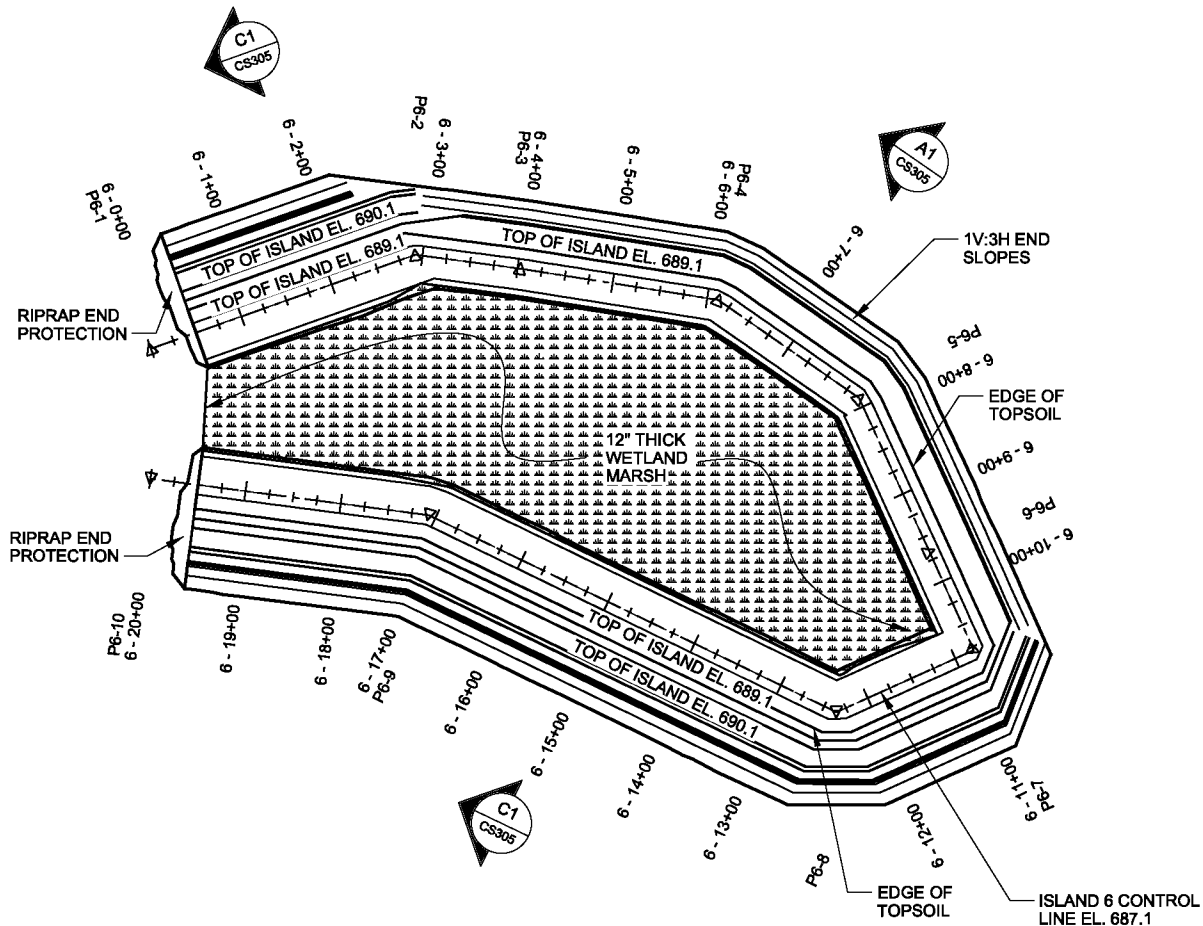 C1
CS305
A1
CS305
6 - 0+00
P6-1
6 - 1+00
6 - 2+00
P6-2
6 - 3+00
6 - 4+00
P6-3
6 - 5+00
P6-4
6 - 6+00
6 - 7+00
1V:3H END
SLOPES
P6-5
6 - 8+00
EDGE OF
TOPSOIL
6 - 9+00
P6-6
6 - 10+00
TOP OF ISLAND EL. 690.1
TOP OF ISLAND EL. 689.1
TOP OF ISLAND EL. 689.1
RIPRAP END
PROTECTION
12" THICK
WETLAND
MARSH
RIPRAP END
PROTECTION
TOP OF ISLAND EL. 689.1
TOP OF ISLAND EL. 690.1
P6-10
6 - 20+00
6 - 19+00
6 - 18+00
6 - 17+00
P6-9
6 - 16+00
6 - 15+00
6 - 14+00
6 - 13+00
P6-8
6 - 12+00
6 - 11+00
P6-7
C1
CS305
EDGE OF
TOPSOIL
ISLAND 6 CONTROL
LINE EL. 687.1